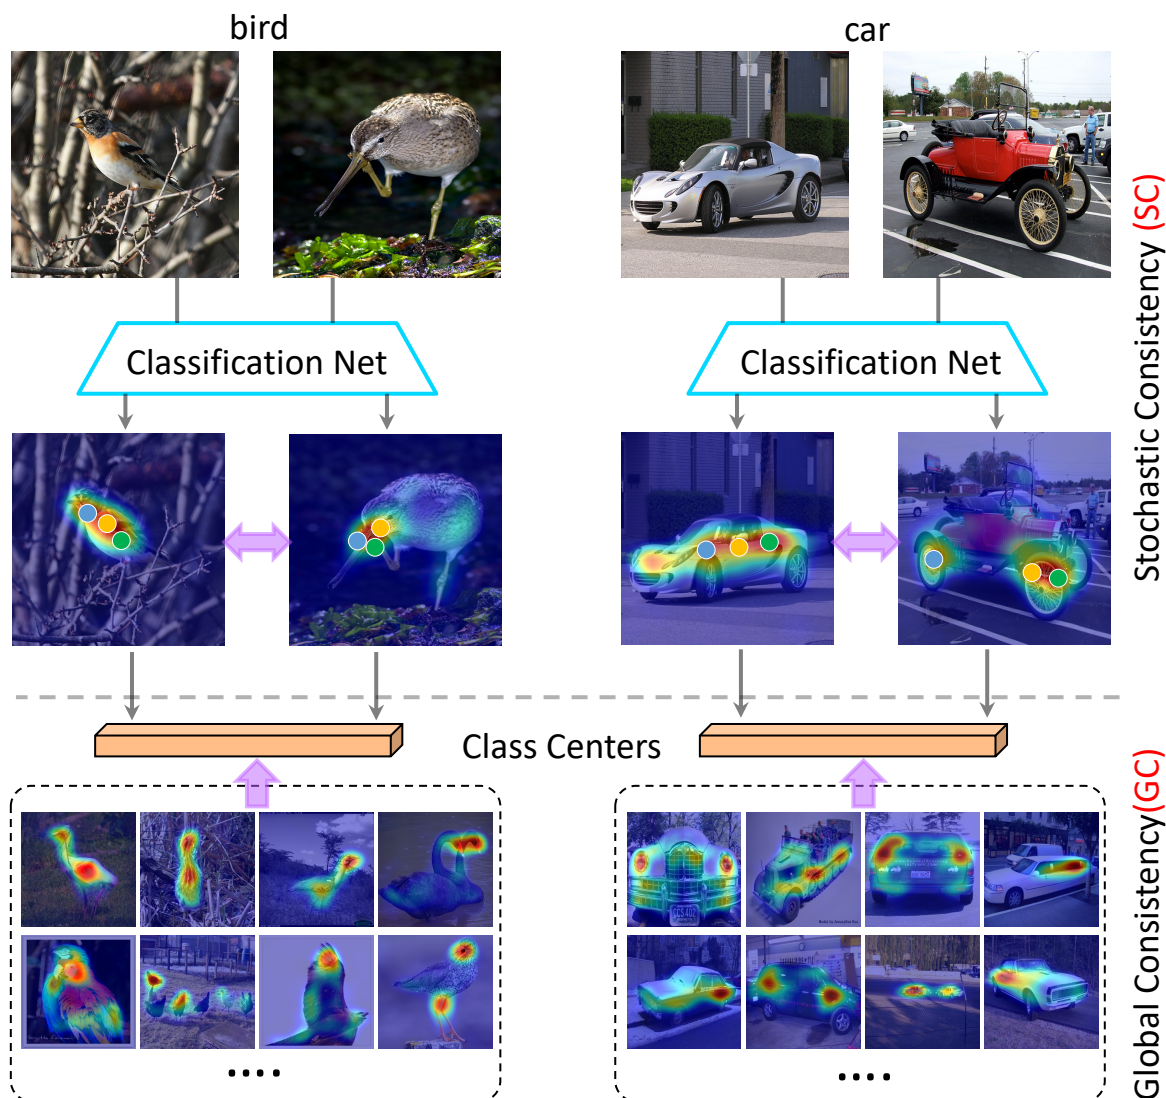 bird
car
Classification Net
Classification Net
Stochastic Consistency (SC)
Class Centers
Global Consistency(GC)
....
....